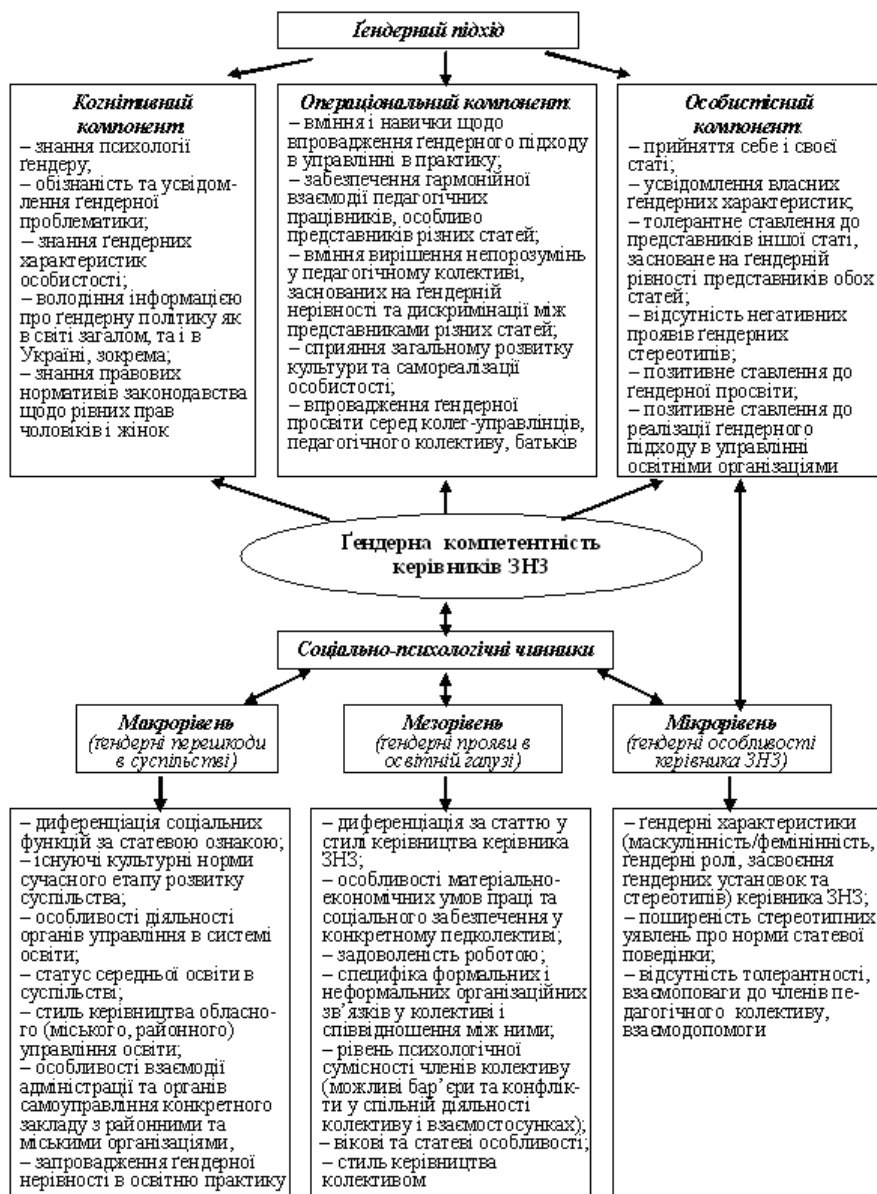 Ґендерний підхід
Когнітивний
компонент:
– знання психології
ґендеру;
– обізнаність та усвідом-
лення ґендерної
проблематики;
– знання ґендерних
характеристик
особистості;
– володіння інформацією
про ґендерну політику як
в світі загалом, та і в
Україні, зокрема;
– знання правових
нормативів законодавства
щодо рівних прав
чоловіків і жінок
Операціональний компонент:
– вміння і навички щодо
впровадження ґендерного підходу
в управлінні в практику;
– забезпечення гармонійної
взаємодії педагогічних
працівників, особливо
представників різних статей;
– вміння вирішення непорозумінь
у педагогічному колективі,
заснованих на ґендерній
нерівності та дискримінації між
представниками різних статей;
– сприяння загальному розвитку
культури та самореалізації
особистості;
– впровадження ґендерної
просвіти серед колег-управлінців,
педагогічного колективу, батьків
Особистісний
компонент:
– прийняття себе і своєї
статі;
– усвідомлення власних
ґендерних характеристик;
– толерантне ставлення до
представників іншої статі,
засноване на ґендерній
рівності представників обох
статей;
– відсутність негативних
проявів ґендерних
стереотипів;
– позитивне ставлення до
ґендерної просвіти;
– позитивне ставлення до
реалізації ґендерного
підходу в управлінні
освітніми організаціями
Ґендерна компетентність
керівників ЗНЗ
Соціально-психологічні чинники
Макрорівень
(ґендерні перешкоди
в суспільстві)
Мезорівень
(ґендерні прояви в
освітній галузі)
Мікрорівень
(ґендерні особливості
керівника ЗНЗ)
– диференціація соціальних
функцій за статевою ознакою;
– існуючі культурні норми
сучасного етапу розвитку
суспільства;
– особливості діяльності
органів управління в системі
освіти;
– статус середньої освіти в
суспільстві;
– стиль керівництва обласно-
го (міського, районного)
управління освіти;
– особливості взаємодії
адміністрації та органів
самоуправління конкретного
закладу з районними та
міськими організаціями,
– запровадження ґендерної
нерівності в освітню практику
– диференціація за статтю у
стилі керівництва керівника
ЗНЗ;
– особливості матеріально-
економічних умов праці та
соціального забезпечення у
конкретному педколективі;
– задоволеність роботою;
– специфіка формальних і
неформальних організаційних
зв’язків у колективі і
співвідношення між ними;
– рівень психологічної
сумісності членів колективу
(можливі бар’єри та конфлік-
ти у спільній діяльності
колективу і взаємостосунках);
– вікові та статеві особливості;
– стиль керівництва
колективом
– ґендерні характеристики
(маскулінність/фемінінність,
ґендерні ролі, засвоєння
ґендерних установок та
стереотипів) керівника ЗНЗ;
– поширеність стереотипних
уявлень про норми статевої
поведінки;
– відсутність толерантності,
взаємоповаги до членів пе-
дагогічного колективу,
взаємодопомоги